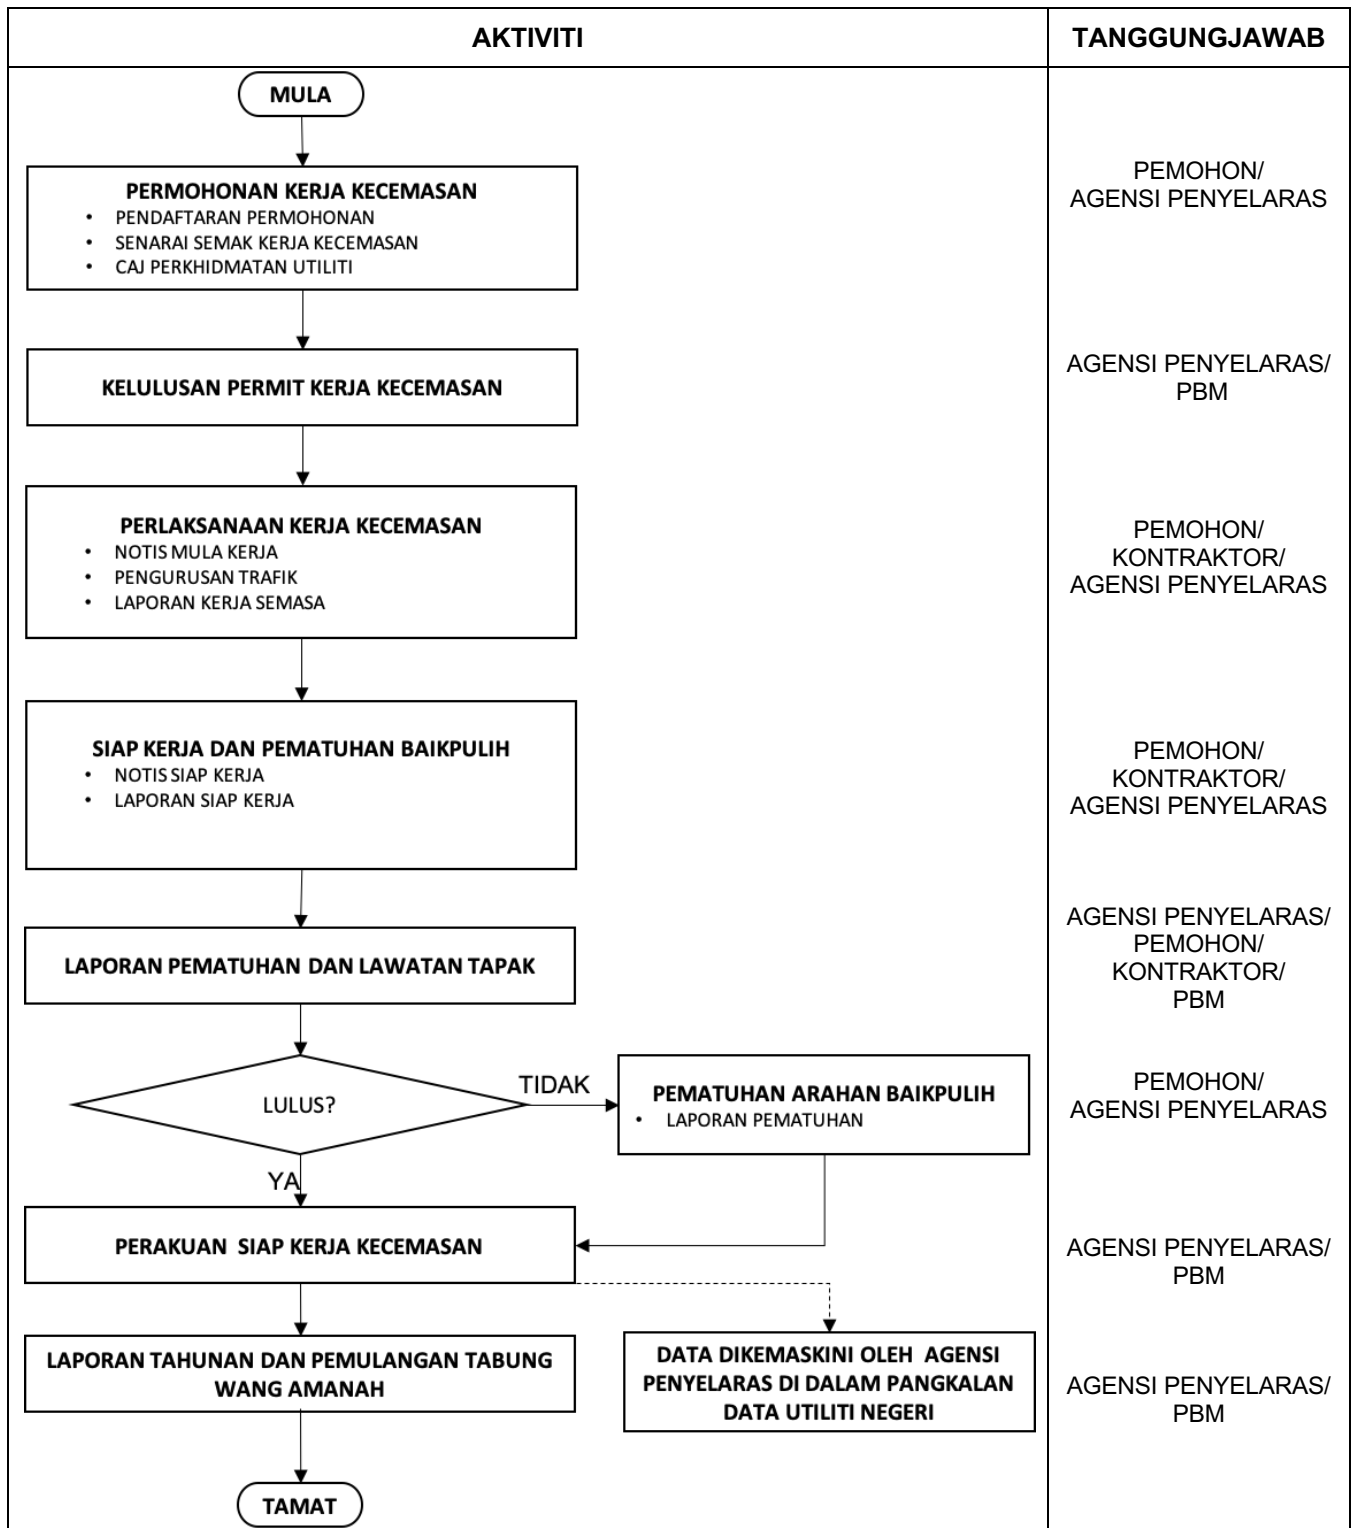 AKTIVITI
TANGGUNGJAWAB
MULA
PERMOHONAN KERJA KECEMASAN
• PENDAFTARAN PERMOHONAN
• SENARAI SEMAK KERJA KECEMASAN
• CAJ PERKHIDMATAN UTILITI
PEMOHON/
AGENSI PENYELARAS
KELULUSAN PERMIT KERJA KECEMASAN
AGENSI PENYELARAS/
PBM
PERLAKSANAAN KERJA KECEMASAN
• NOTIS MULA KERJA
• PENGURUSAN TRAFIK
• LAPORAN KERJA SEMASA
PEMOHON/
KONTRAKTOR/
AGENSI PENYELARAS
SIAP KERJA DAN PEMATUHAN BAIKPULIH
• NOTIS SIAP KERJA
• LAPORAN SIAP KERJA
PEMOHON/
KONTRAKTOR/
AGENSI PENYELARAS
LAPORAN PEMATUHAN DAN LAWATAN TAPAK
AGENSI PENYELARAS/
PEMOHON/
KONTRAKTOR/
PBM
LULUS?
TIDAK
PEMATUHAN ARAHAN BAIKPULIH
• LAPORAN PEMATUHAN
PEMOHON/
AGENSI PENYELARAS
YA
PERAKUAN SIAP KERJA KECEMASAN
AGENSI PENYELARAS/
PBM
LAPORAN TAHUNAN DAN PEMULANGAN TABUNG
WANG AMANAH
DATA DIKEMASKINI OLEH AGENSI
PENYELARAS DI DALAM PANGKALAN
DATA UTILITI NEGERI
AGENSI PENYELARAS/
PBM
TAMAT